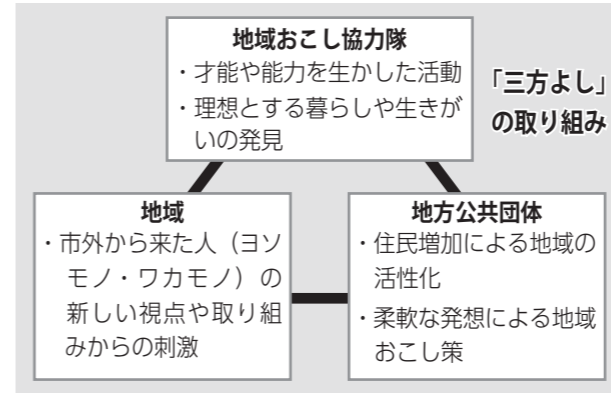 地域おこし協力隊
・才能や能力を生かした活動
・理想とする暮らしや生きが
いの発見
「三方よし」
の取り組み
地域
・市外から来た人（ヨソ
モノ・ワカモノ）の
新しい視点や取り組
みからの刺激
地方公共団体
・住民増加による地域の
活性化
・柔軟な発想による地域
おこし策